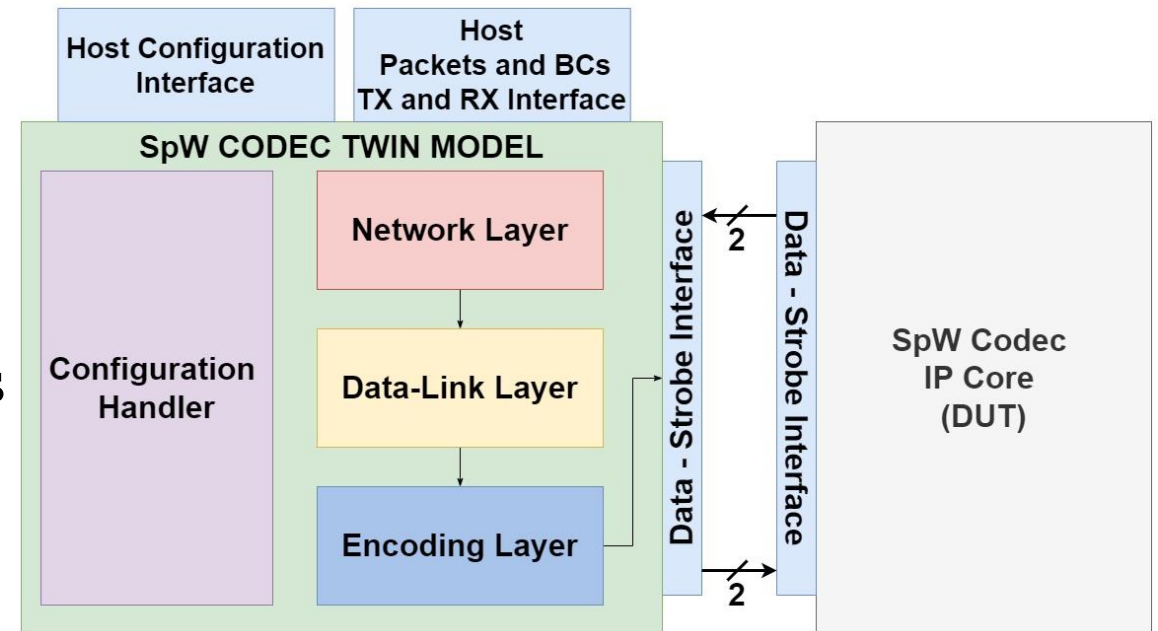 Host Configuration
Interface
Host
Packets and BCs
TX and RX Interface
SpW CODEC TWIN MODEL
Network Layer
Configuration
Handler
Data-Link Layer
Encoding Layer
Data - Strobe Interface
2
2
Data - Strobe Interface
SpW Codec
IP Core
(DUT)